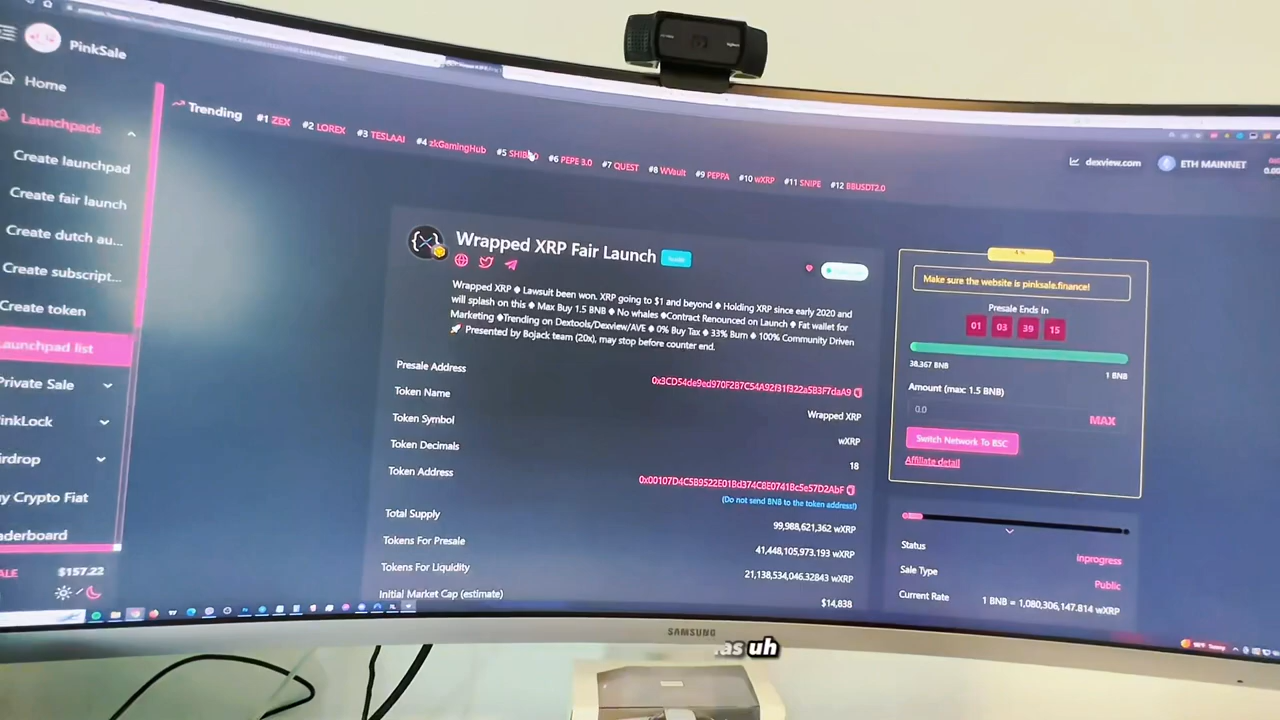 PinkSale
Home
Launchpads
Create launchpad
Create fair launch
Create dutch au...
Create subscript...
Create token
Launchpad list
Private Sale
PinkLock
Airdrop
Buy Crypto Fiat
$157.22
Trending
#1 ZEX
#2 LOREX
#3 TESLAAI
#4 zkGamingHub
#5
#6 PEPE 3.0
#7 QUEST
#8 WVault
#9 PEPPA
#10 wXRP
#11 SNIPE
#12 BBUSDT2.0
dexview.com
ETH MAINNET
Wrapped XRP Fair Launch
Wrapped XRP ◆ Lawsuit been won. XRP going to $1 and beyond ◆ Holding XRP since early 2020 and
will splash on this ◆ Max Buy 1.5 BNB ◆ No whales ◆Contract Renounced on Launch ◆ Fat wallet for
Marketing ◆Trending on Dextools/Dexview/AVE ◆ 0% Buy Tax ◆ 33% Burn ◆ 100% Community Driven
🚀 Presented by BoJack team (20x), may stop before counter end.
Presale Address
0x3CD54de9ed970F2B7C54A92f31f322a5B3F7daA9
Token Name
Wrapped XRP
Token Symbol
wXRP
Token Decimals
18
Token Address
0x00107D4C5B9522E01Bd374C8E0741Bc5e57D2AbF
(Do not send BNB to the token address!)
Total Supply
99,988,621,362 wXRP
Tokens For Presale
41,448,105,973.193 wXRP
Tokens For Liquidity
21,138,534,046.32843 wXRP
Initial Market Cap (estimate)
$14,838
Make sure the website is pinksale.finance!
Presale Ends In
01 03 39 15
38.367 BNB
1 BNB
Amount (max: 1.5 BNB)
0.0
MAX
Switch Network To BSC
Affiliate detail
Status
Inprogress
Sale Type
Public
Current Rate
1 BNB = 1,080,306,147.814 wXRP
SAMSUNG
as uh